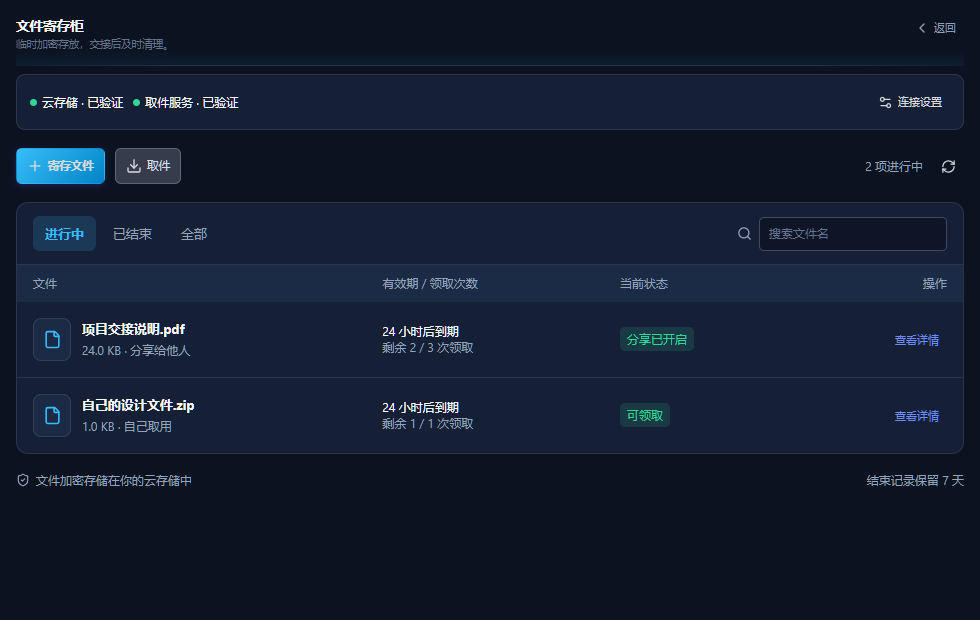 文件寄存柜
返回
临时加密存放，交接后及时清理。
云存储 · 已验证 取件服务 · 已验证 连接设置
寄存文件 取件 2 项进行中
进行中 已结束 全部 搜索文件名
文件 有效期 / 领取次数 当前状态 操作
项目交接说明.pdf
24.0 KB · 分享给他人
24 小时后到期
剩余 2 / 3 次领取
分享已开启
查看详情
自己的设计文件.zip
1.0 KB · 自己取用
24 小时后到期
剩余 1 / 1 次领取
可领取
查看详情
文件加密存储在你的云存储中 结束记录保留 7 天